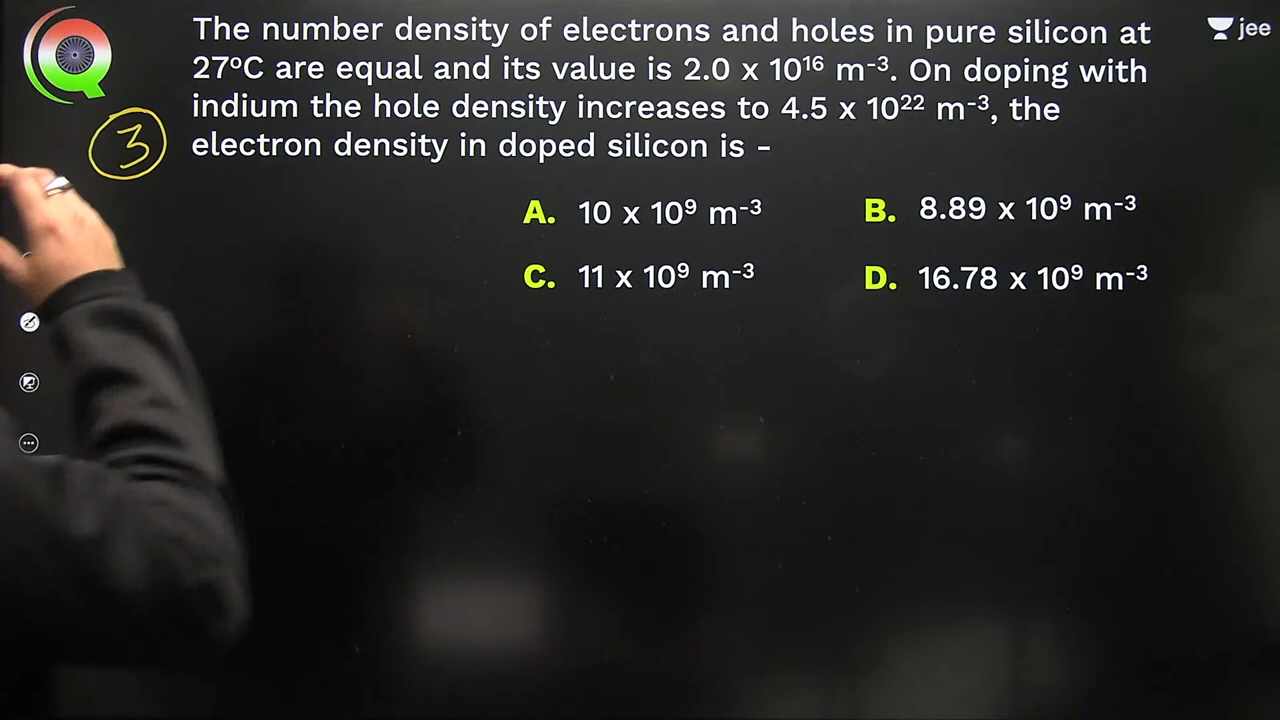 The number density of electrons and holes in pure silicon at
27ºC are equal and its value is 2.0 x 10¹⁶ m⁻³. On doping with
indium the hole density increases to 4.5 x 10²² m⁻³, the
electron density in doped silicon is -
jee
3
A. 10 x 10⁹ m⁻³
B. 8.89 x 10⁹ m⁻³
C. 11 x 10⁹ m⁻³
D. 16.78 x 10⁹ m⁻³